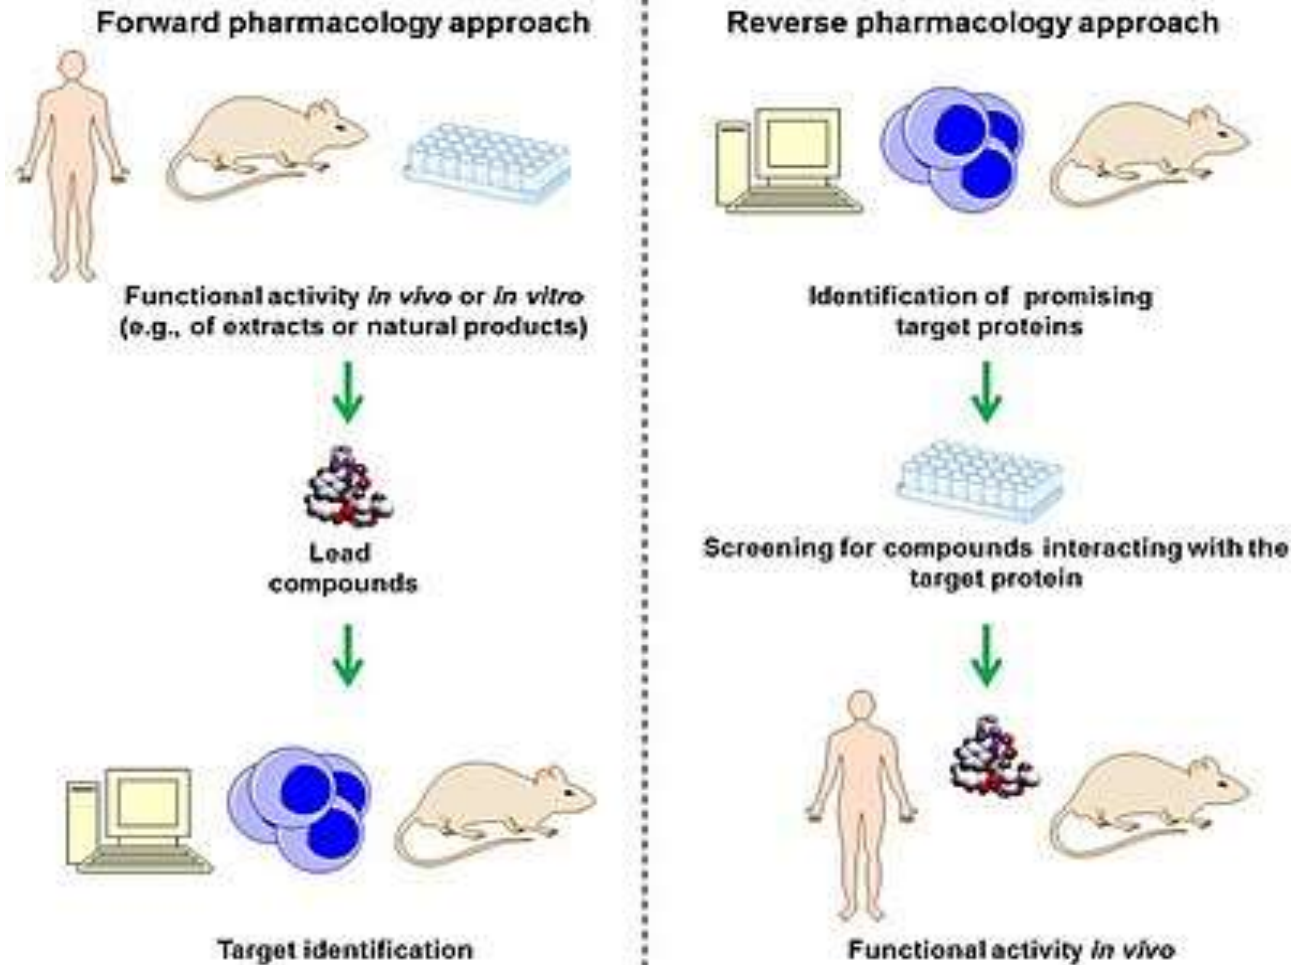 Forward pharmacology approach
Functional activity in vivo or in vitro
(e.g., of extracts or natural products)
Lead
compounds
Target identification
Reverse pharmacology approach
Identification of promising
target proteins
Screening for compounds interacting with the
target protein
Functional activity in vivo